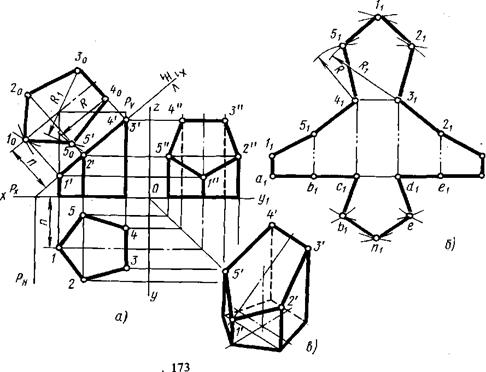 3₀
2₀
4₀
R₁
R
P_V
4'
3'
1₀
5₀
5'
2'
1'
n
P_X
x
z
4"
3"
5"
2"
1"
O
y₁
n
5
4
1
3
2
P_H
y
а)
1₁
5₁
2₁
R
R₁
4₁
3₁
5₁
2₁
1₁
a₁
b₁
c₁
d₁
e₁
b₁
n₁
e
б)
4'
3'
5'
2'
1'
в)
. 173